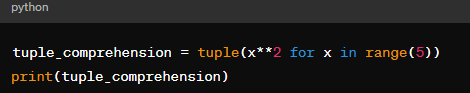 python
tuple_comprehension = tuple(x**2 for x in range(5))
print(tuple_comprehension)